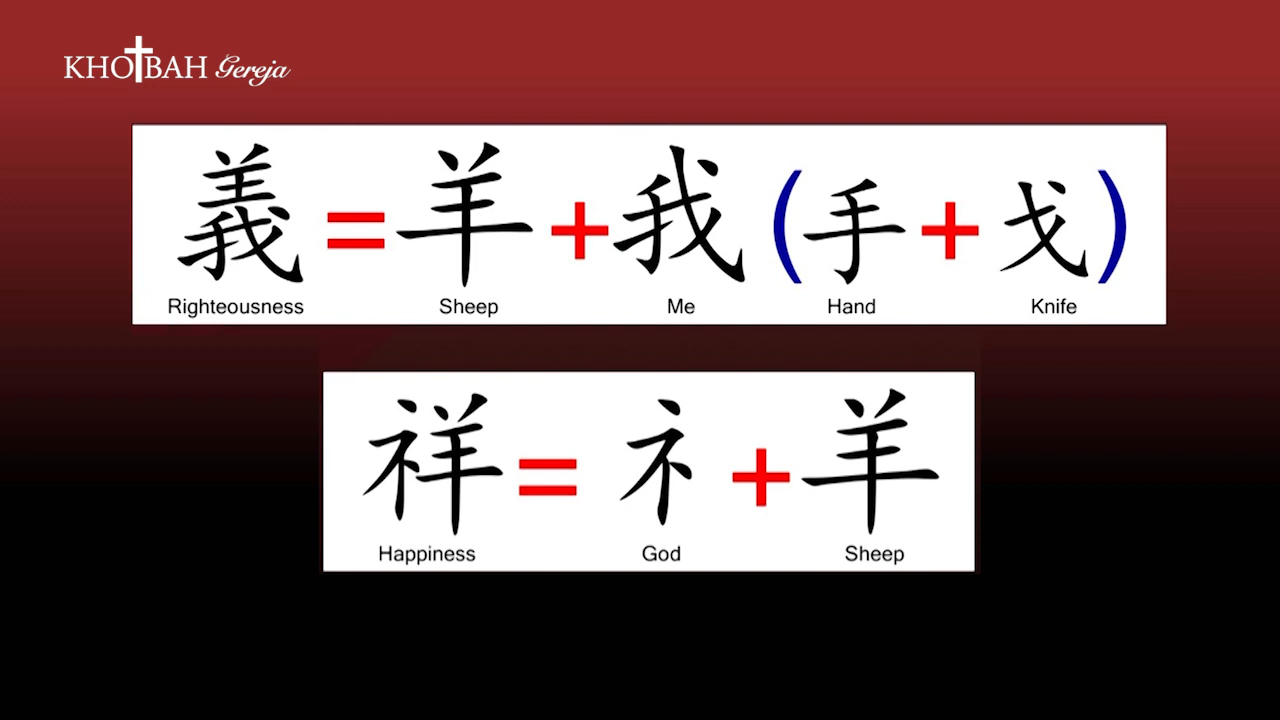 KHOTBAH Gereja
義 = 羊 + 我 ( 手 + 戈 )
Righteousness Sheep Me Hand Knife
祥 = 礻 + 羊
Happiness God Sheep